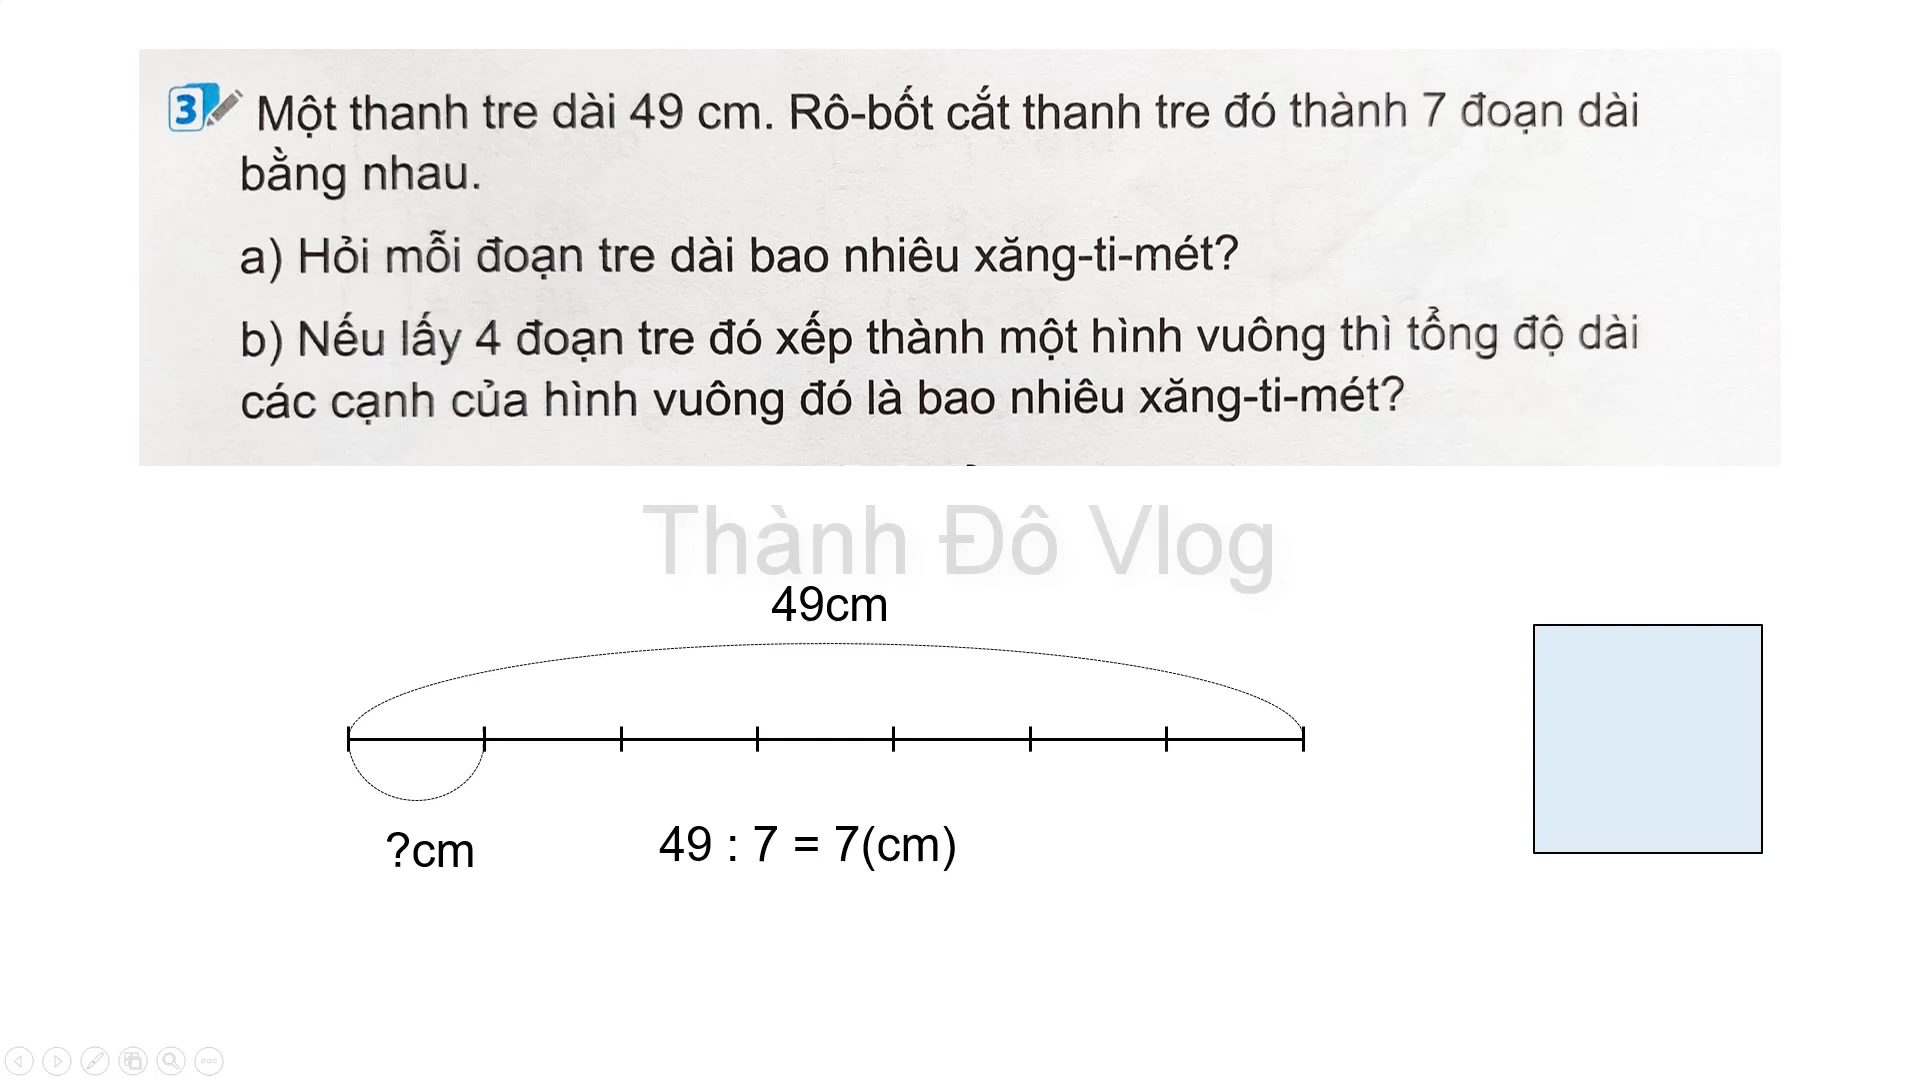 3 Một thanh tre dài 49 cm. Rô-bốt cắt thanh tre đó thành 7 đoạn dài
bằng nhau.
a) Hỏi mỗi đoạn tre dài bao nhiêu xăng-ti-mét?
b) Nếu lấy 4 đoạn tre đó xếp thành một hình vuông thì tổng độ dài
các cạnh của hình vuông đó là bao nhiêu xăng-ti-mét?
Thành Đô Vlog
49cm
?cm
49 : 7 = 7(cm)